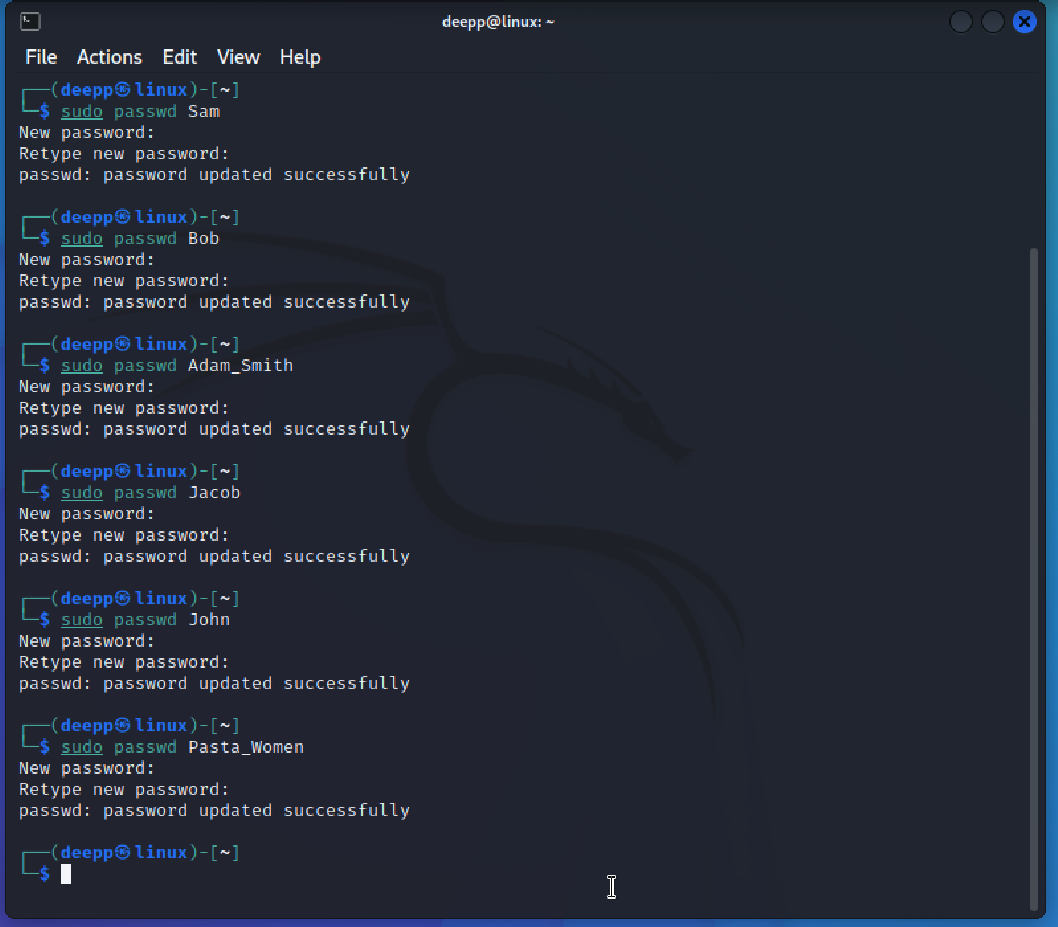 deepp@linux: ~
File Actions Edit View Help
┌──(deepp㉿linux)-[~]
└─$ sudo passwd Sam
New password:
Retype new password:
passwd: password updated successfully
┌──(deepp㉿linux)-[~]
└─$ sudo passwd Bob
New password:
Retype new password:
passwd: password updated successfully
┌──(deepp㉿linux)-[~]
└─$ sudo passwd Adam_Smith
New password:
Retype new password:
passwd: password updated successfully
┌──(deepp㉿linux)-[~]
└─$ sudo passwd Jacob
New password:
Retype new password:
passwd: password updated successfully
┌──(deepp㉿linux)-[~]
└─$ sudo passwd John
New password:
Retype new password:
passwd: password updated successfully
┌──(deepp㉿linux)-[~]
└─$ sudo passwd Pasta_Women
New password:
Retype new password:
passwd: password updated successfully
┌──(deepp㉿linux)-[~]
└─$